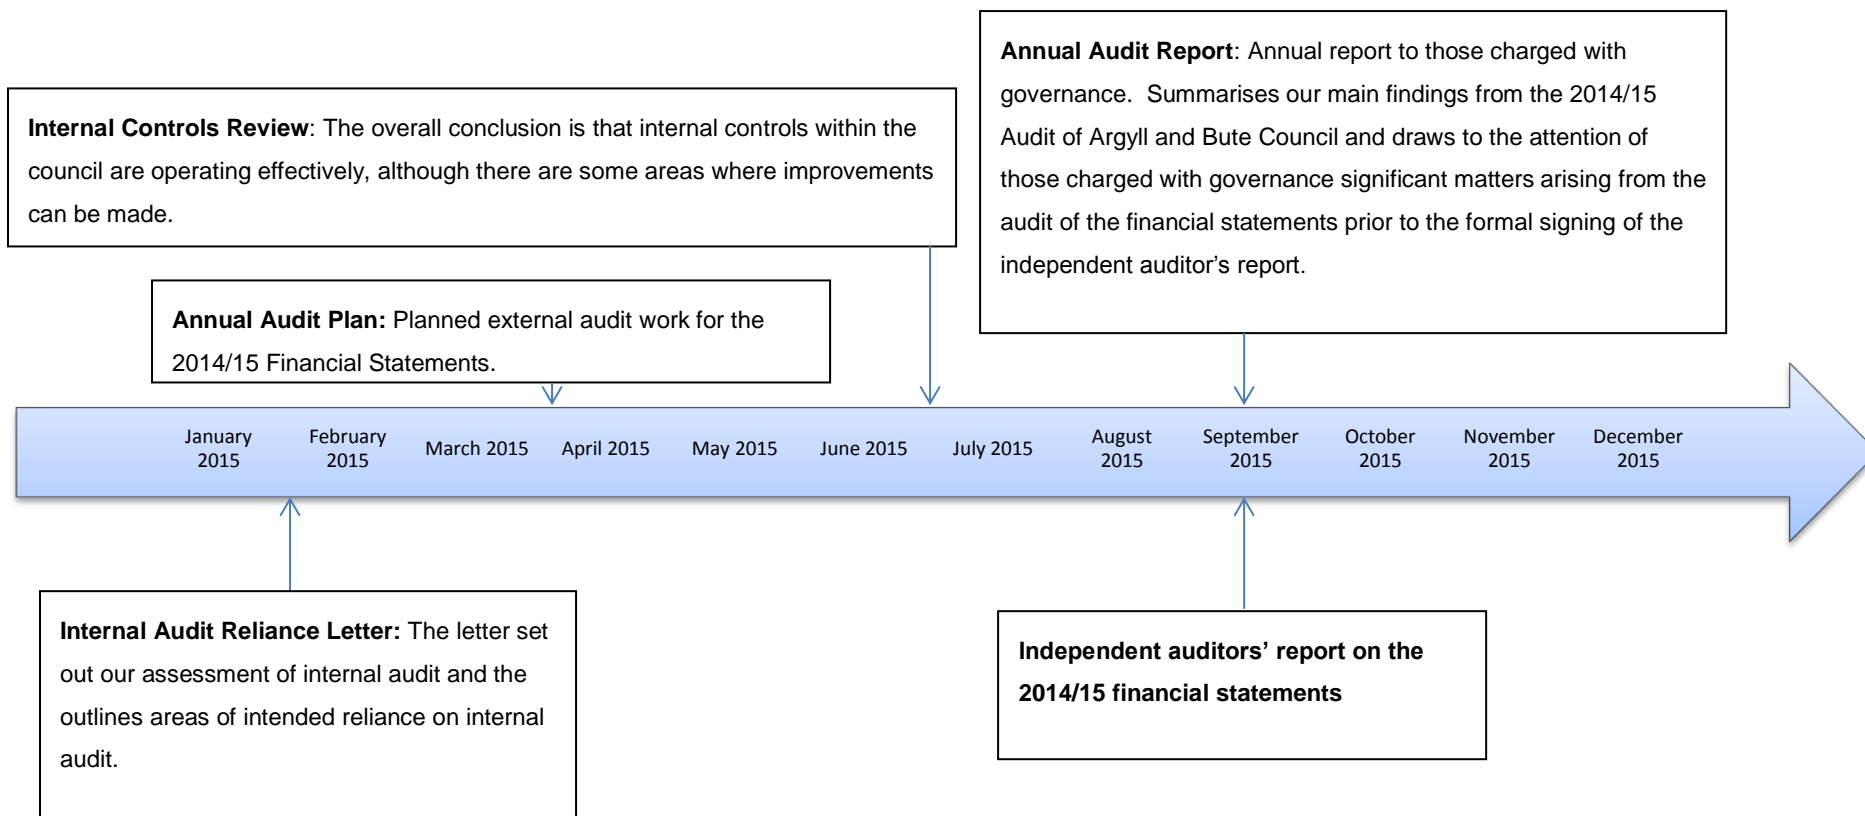 Annual Audit Report: Annual report to those charged with
governance.  Summarises our main findings from the 2014/15
Audit of Argyll and Bute Council and draws to the attention of
those charged with governance significant matters arising from the
audit of the financial statements prior to the formal signing of the
independent auditor’s report.
Internal Controls Review: The overall conclusion is that internal controls within the
council are operating effectively, although there are some areas where improvements
can be made.
Annual Audit Plan: Planned external audit work for the
2014/15 Financial Statements.
January
2015
February
2015
March 2015
April 2015
May 2015
June 2015
July 2015
August
2015
September
2015
October
2015
November
2015
December
2015
Internal Audit Reliance Letter: The letter set
out our assessment of internal audit and the
outlines areas of intended reliance on internal
audit.
Independent auditors’ report on the
2014/15 financial statements